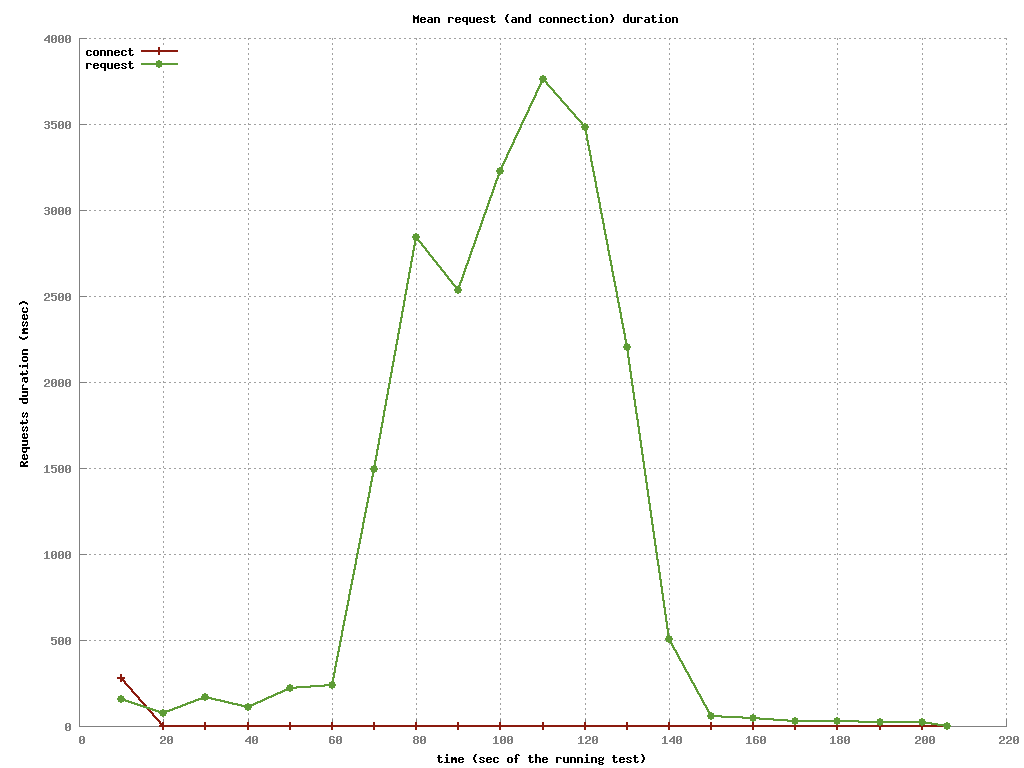 Mean request (and connection) duration
connect
request
4000
3500
3000
2500
2000
1500
1000
500
0
Requests duration (msec)
0 20 40 60 80 100 120 140 160 180 200 220
time (sec of the running test)